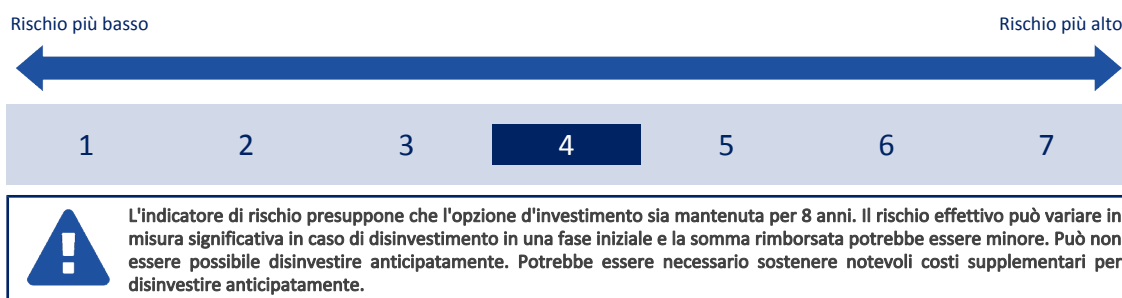 Rischio più basso Rischio più alto
1 2 3 4 5 6 7
L'indicatore di rischio presuppone che l'opzione d'investimento sia mantenuta per 8 anni. Il rischio effettivo può variare in
misura significativa in caso di disinvestimento in una fase iniziale e la somma rimborsata potrebbe essere minore. Può non
essere possibile disinvestire anticipatamente. Potrebbe essere necessario sostenere notevoli costi supplementari per
disinvestire anticipatamente.